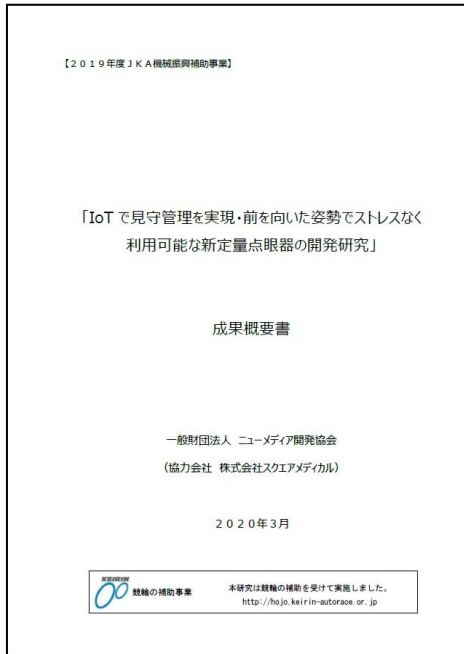 【２０１９年度ＪＫＡ機械振興補助事業】
「IoTで見守管理を実現・前を向いた姿勢でストレスなく
利用可能な新定量点眼器の開発研究」
成果概要書
一般財団法人 ニューメディア開発協会
（協力会社 株式会社スクエアメディカル）
２０２０年３月
KEIRIN
競輪の補助事業
本研究は競輪の補助を受けて実施しました。
http://hojo.keirin-autorace.or.jp